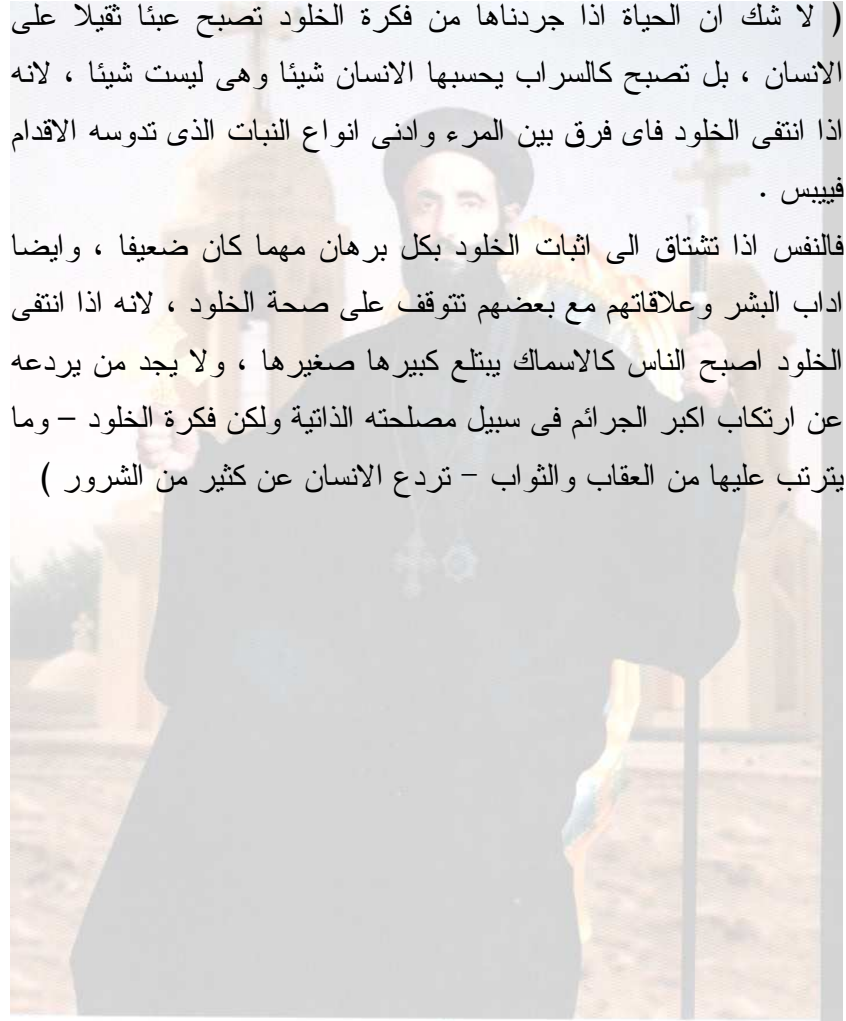 ( لا شك ان الحياة اذا جردناها من فكرة الخلود تصبح عبئا ثقيلا على
الانسان ، بل تصبح كالسراب يحسبها الانسان شيئا وهى ليست شيئا ، لانه
اذا انتفى الخلود فاى فرق بين المرء وادنى انواع النبات الذى تدوسه الاقدام
فييبس .
فالنفس اذا تشتاق الى اثبات الخلود بكل برهان مهما كان ضعيفا ، وايضا
اداب البشر وعلاقاتهم مع بعضهم تتوقف على صحة الخلود ، لانه اذا انتفى
الخلود اصبح الناس كالاسماك يبتلع كبيرها صغيرها ، ولا يجد من يردعه
عن ارتكاب اكبر الجرائم فى سبيل مصلحته الذاتية ولكن فكرة الخلود – وما
يترتب عليها من العقاب والثواب – تردع الانسان عن كثير من الشرور )